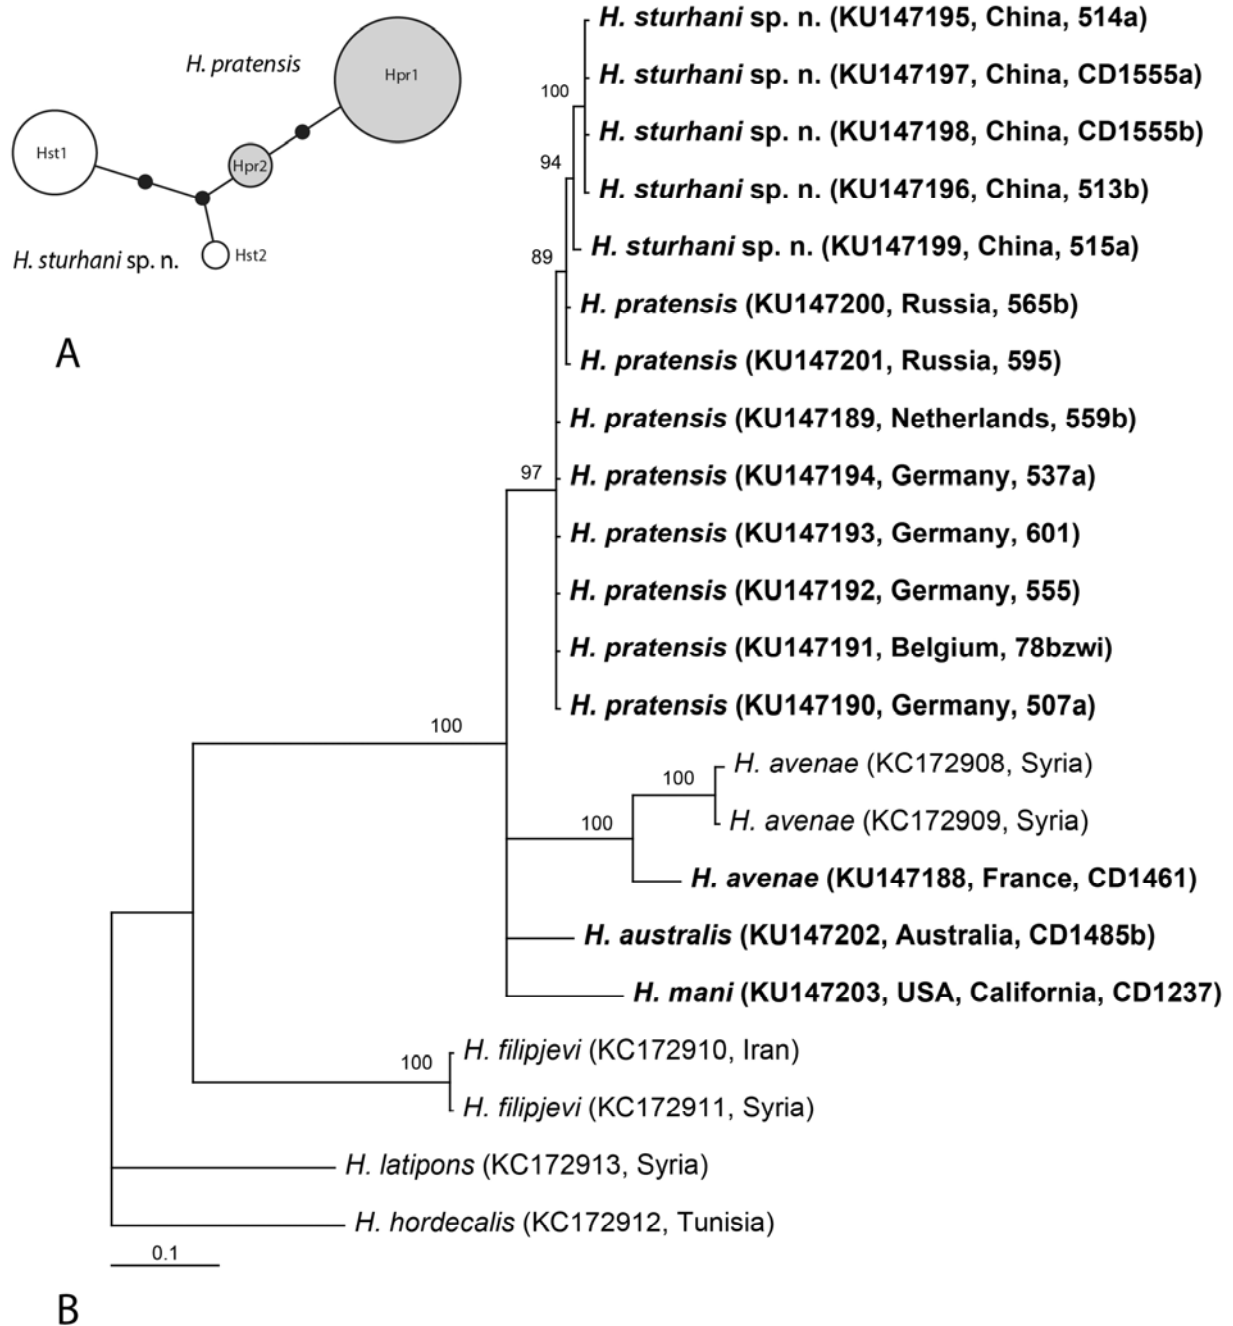 H. pratensis
Hpr1
Hst1
Hpr2
H. sturhani sp. n.
Hst2
A
H. sturhani sp. n. (KU147195, China, 514a)
H. sturhani sp. n. (KU147197, China, CD1555a)
100
H. sturhani sp. n. (KU147198, China, CD1555b)
94
H. sturhani sp. n. (KU147196, China, 513b)
H. sturhani sp. n. (KU147199, China, 515a)
89
H. pratensis (KU147200, Russia, 565b)
H. pratensis (KU147201, Russia, 595)
H. pratensis (KU147189, Netherlands, 559b)
97
H. pratensis (KU147194, Germany, 537a)
H. pratensis (KU147193, Germany, 601)
H. pratensis (KU147192, Germany, 555)
H. pratensis (KU147191, Belgium, 78bzwi)
H. pratensis (KU147190, Germany, 507a)
100
H. avenae (KC172908, Syria)
100
H. avenae (KC172909, Syria)
100
H. avenae (KU147188, France, CD1461)
H. australis (KU147202, Australia, CD1485b)
H. mani (KU147203, USA, California, CD1237)
H. filipjevi (KC172910, Iran)
100
H. filipjevi (KC172911, Syria)
H. latipons (KC172913, Syria)
H. hordecalis (KC172912, Tunisia)
0.1
B